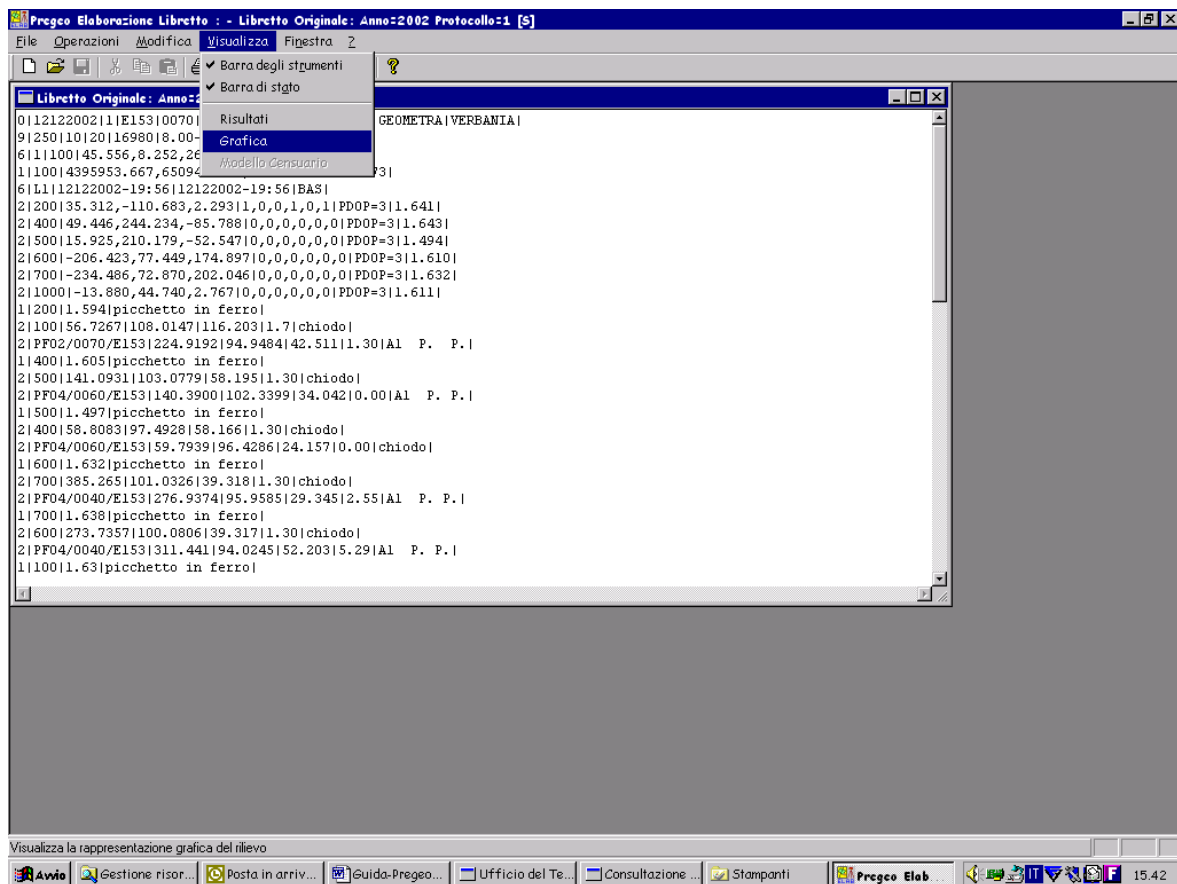 Pregeo Elaborazione Libretto : - Libretto Originale: Anno=2002 Protocollo=1 [S]
File Operazioni Modifica Visualizza Finestra ?
Barra degli strumenti
Barra di stato
Risultati
Grafica
Modello Censuario
Libretto Originale: Anno=2
0|12122002|1|E153|0070| GEOMETRA|VERBANIA|
9|250|10|20|16980|8.00-
6|1|100|45.556,8.252,26
1|100|4395953.667,65094 73|
6|L1|12122002-19:56|12122002-19:56|BAS|
2|200|35.312,-110.683,2.293|1,0,0,1,0,1|PDOP=3|1.641|
2|400|49.446,244.234,-85.788|0,0,0,0,0,0|PDOP=3|1.643|
2|500|15.925,210.179,-52.547|0,0,0,0,0,0|PDOP=3|1.494|
2|600|-206.423,77.449,174.897|0,0,0,0,0,0|PDOP=3|1.610|
2|700|-234.486,72.870,202.046|0,0,0,0,0,0|PDOP=3|1.632|
2|1000|-13.880,44.740,2.767|0,0,0,0,0,0|PDOP=3|1.611|
1|200|1.594|picchetto in ferro|
2|100|56.7267|108.0147|116.203|1.7|chiodo|
2|PF02/0070/E153|224.9192|94.9484|42.511|1.30|Al P. P.|
1|400|1.605|picchetto in ferro|
2|500|141.0931|103.0779|58.195|1.30|chiodo|
2|PF04/0060/E153|140.3900|102.3399|34.042|0.00|Al P. P.|
1|500|1.497|picchetto in ferro|
2|400|58.8083|97.4928|58.166|1.30|chiodo|
2|PF04/0060/E153|59.7939|96.4286|24.157|0.00|chiodo|
1|600|1.632|picchetto in ferro|
2|700|385.265|101.0326|39.318|1.30|chiodo|
2|PF04/0040/E153|276.9374|95.9585|29.345|2.55|Al P. P.|
1|700|1.638|picchetto in ferro|
2|600|273.7357|100.0806|39.317|1.30|chiodo|
2|PF04/0040/E153|311.441|94.0245|52.203|5.29|Al P. P.|
1|100|1.63|picchetto in ferro|
Visualizza la rappresentazione grafica del rilievo
Avvio Gestione risor... Posta in arriv... Guida-Pregeo... Ufficio del Te... Consultazione ... Stampanti Pregeo Elab... IT F 15.42